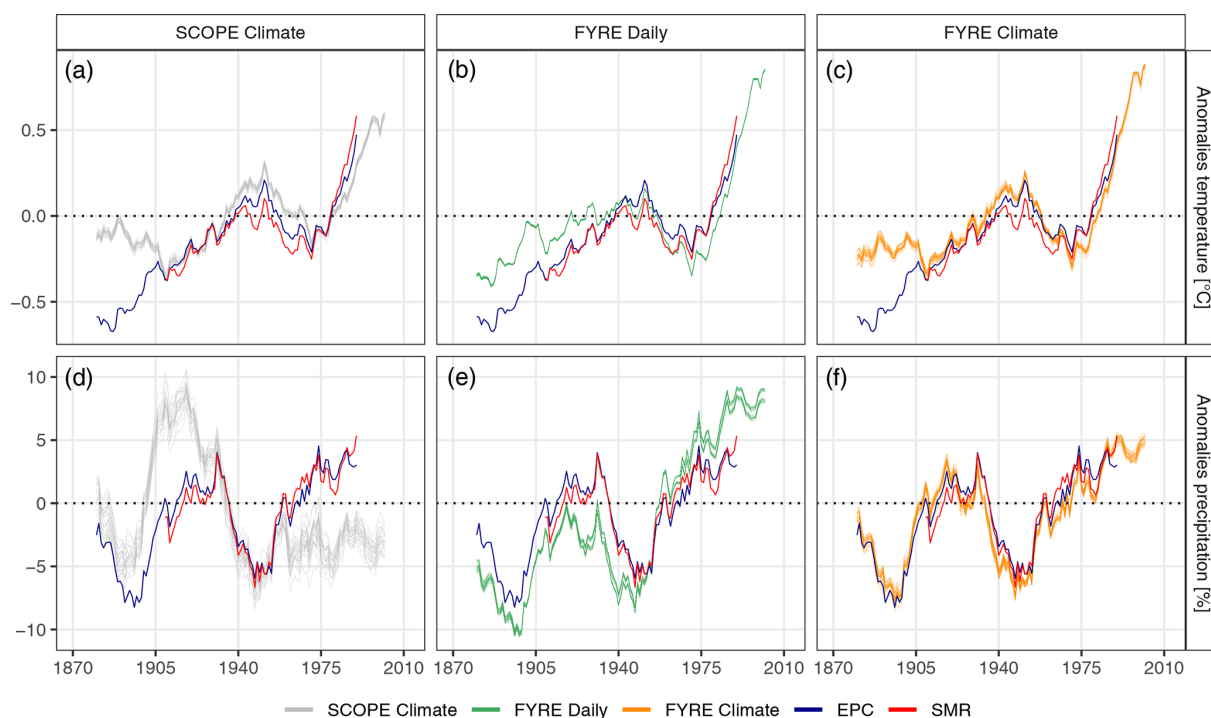 SCOPE Climate FYRE Daily FYRE Climate
(a) (b) (c)
0.5
0.0
−0.5
Anomalies temperature [°C]
(d) (e) (f)
10
5
0
−5
−10
Anomalies precipitation [%]
1870 1905 1940 1975 2010 1870 1905 1940 1975 2010 1870 1905 1940 1975 2010
SCOPE Climate FYRE Daily FYRE Climate EPC SMR